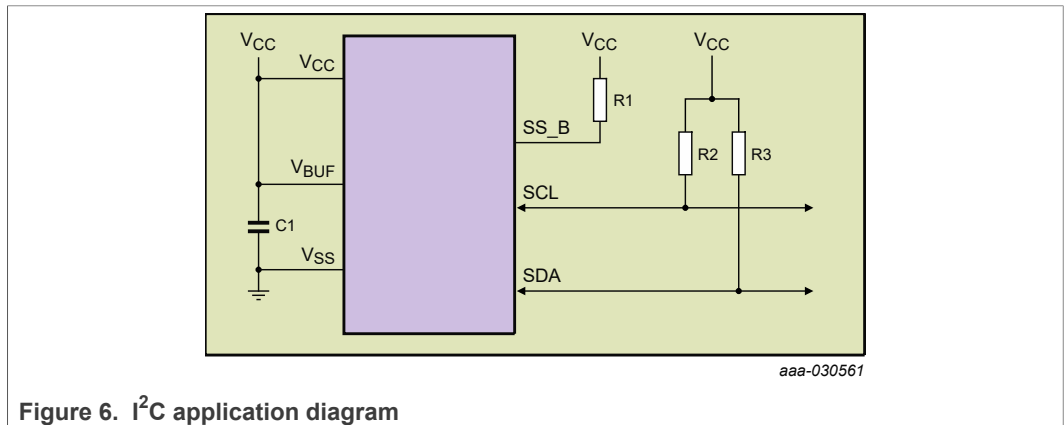 VCC
VCC
VCC
VCC
R1
SS_B
R2
R3
VBUF
SCL
C1
VSS
SDA
aaa-030561
Figure 6. I2C application diagram